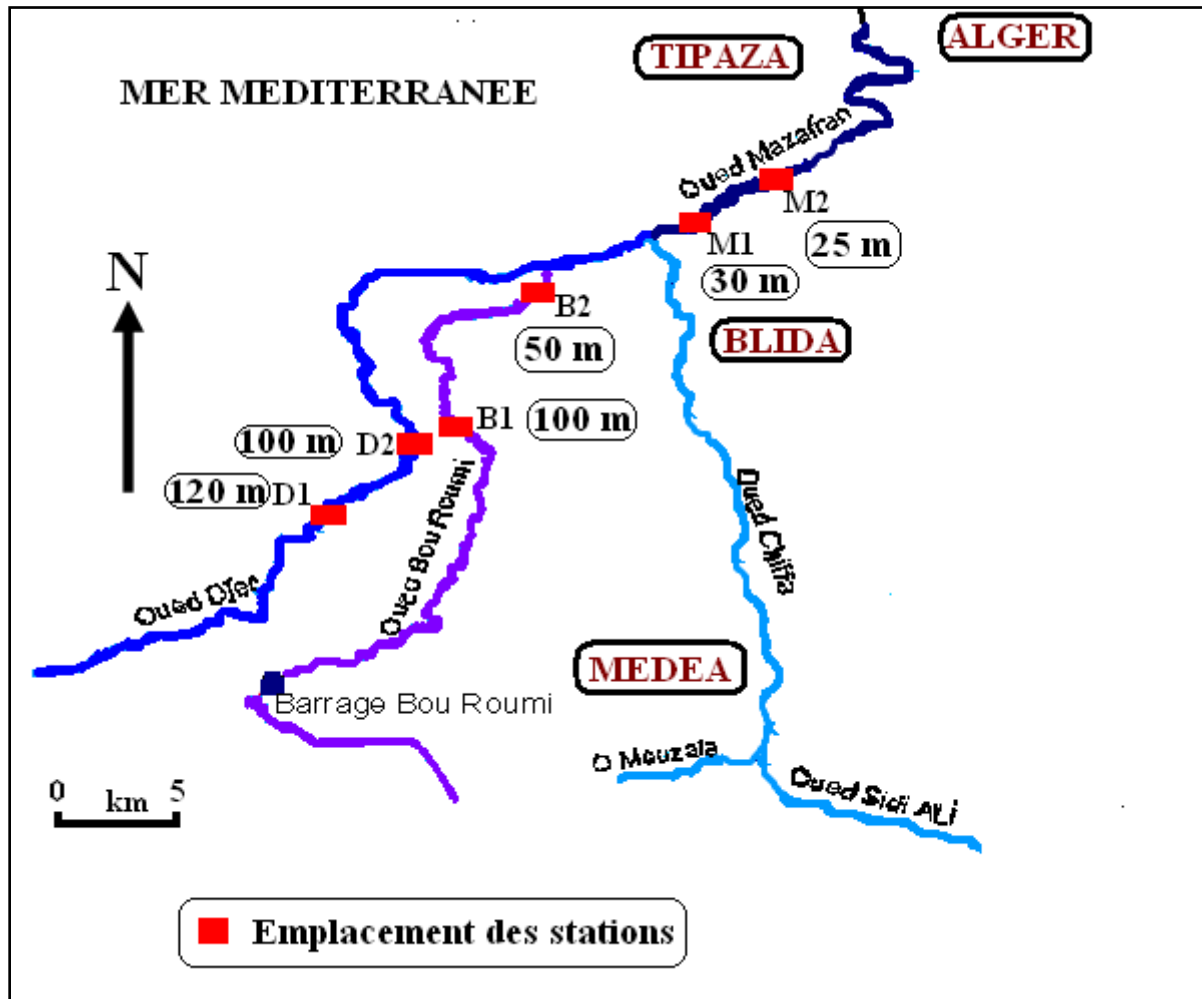 ALGER
TIPAZA
MER MEDITERRANEE
Oued Mazafran
M2
25 m
M1
30 m
N
B2
50 m
BLIDA
B1
100 m
100 m
D2
120 m
D1
Oued Bou Roumi
Oued Chiffa
Oued Djer
MEDEA
Barrage Bou Roumi
O Mouzaia
Oued Sidi ALi
0 km 5
Emplacement des stations